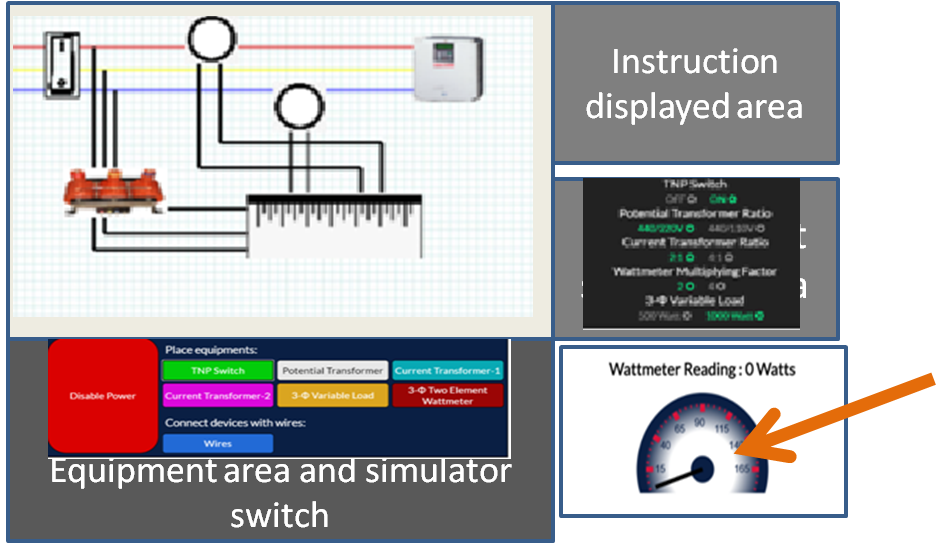 Instruction
displayed area
TNP Switch
OFF ON
Potential Transformer Ratio
440/220V 440/110V
Current Transformer Ratio
2:1 4:1
Wattmeter Multiplying Factor
2 4
3-Φ Variable Load
500 Watt 1000 Watt
Place equipments:
TNP Switch Potential Transformer Current Transformer-1
Disable Power
Current Transformer-2 3-Φ Variable Load 3-Φ Two Element
Wattmeter
Connect devices with wires:
Wires
Equipment area and simulator
switch
Wattmeter Reading : 0 Watts
15 40 65 90 115 165